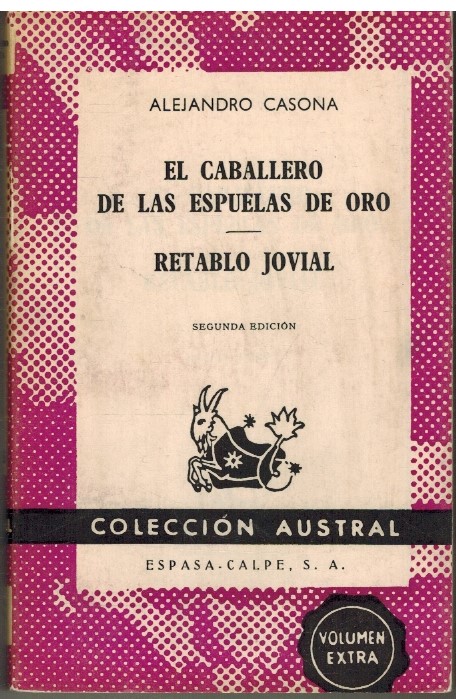 ALEJANDRO CASONA
EL CABALLERO
DE LAS ESPUELAS DE ORO
RETABLO JOVIAL
SEGUNDA EDICIÓN
COLECCIÓN AUSTRAL
ESPASA-CALPE, S. A.
VOLUMEN
EXTRA